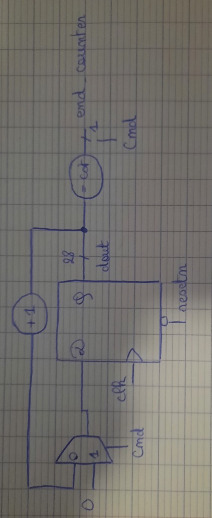 +1
0
0
1
Cmd
D
Q
clk
resetn
28
dout
= cst
1
end_counter
Cmd